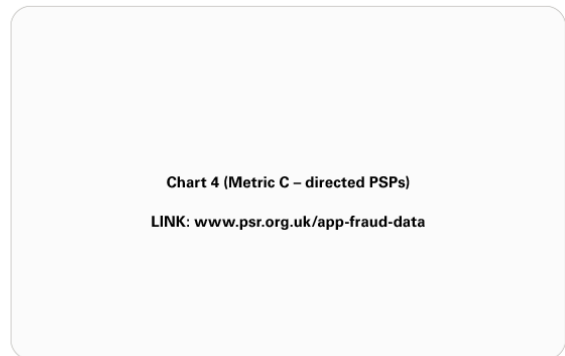 Chart 4 (Metric C – directed PSPs)
LINK: www.psr.org.uk/app-fraud-data